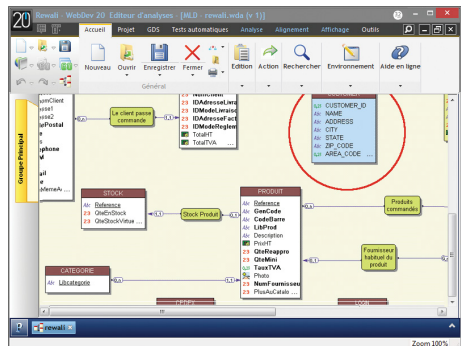 20
Rewali - WebDev 20 Editeur d'analyses - [MLD - rewali.wda (v 1)]
Accueil Projet GDS Tests automatiques Analyse Alignement Affichage Outils
Nouveau Ouvrir Enregistrer Fermer Edition Action Rechercher Environnement Aide en ligne
Général
Groupe Principal
Le client passe
commande
0,n
1,1
IDAdresseLivrai
IDModeLivraiso
IDAdresseFact
IDModeReglem
TotalHT
TotalTVA ...
CUSTOMER_ID
NAME
ADDRESS
CITY
STATE
ZIP_CODE
AREA_CODE ...
STOCK
Reference
QteEnStock
QteStockVirtue ...
Stock Produit
0,1
PRODUIT
Reference
GenCode
CodeBarre
LibProd
Description
PrixHT
QteReappro
QteMini
TauxTVA
Photo
NumFournisseu
PlusAuCatalo ...
Produits
commandés
Fournisseur
habituel du
produit
CATEGORIE
Libcategorie
0,n
rewali
Zoom 100%